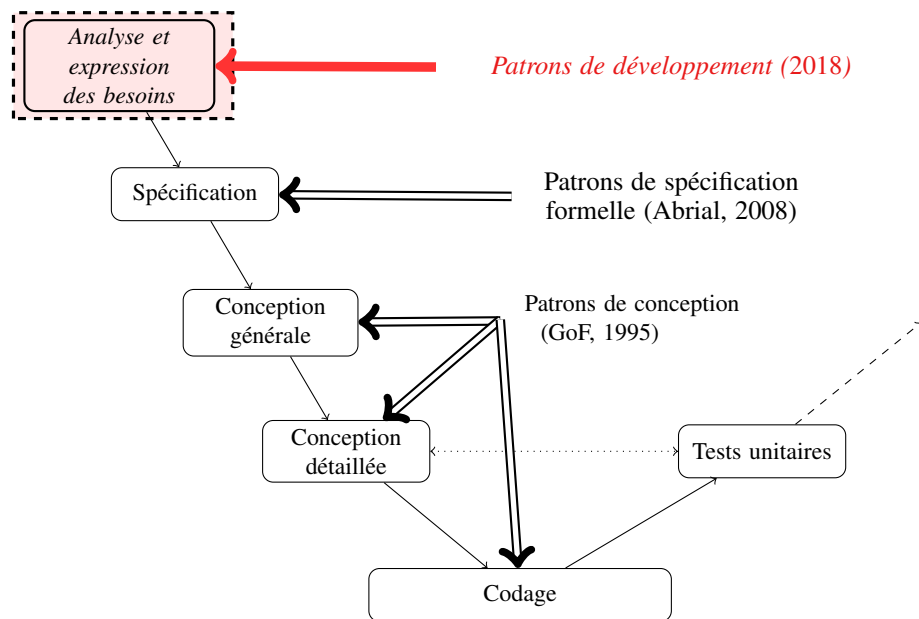 Analyse et
expression
des besoins
Patrons de développement (2018)
Spécification
Patrons de spécification
formelle (Abrial, 2008)
Conception
générale
Patrons de conception
(GoF, 1995)
Conception
détaillée
Tests unitaires
Codage